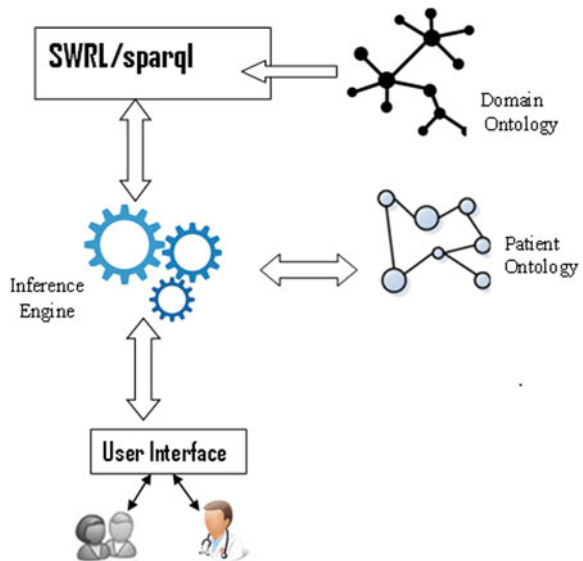 SWRL/sparql
Domain
Ontology
Inference
Engine
Patient
Ontology
User Interface